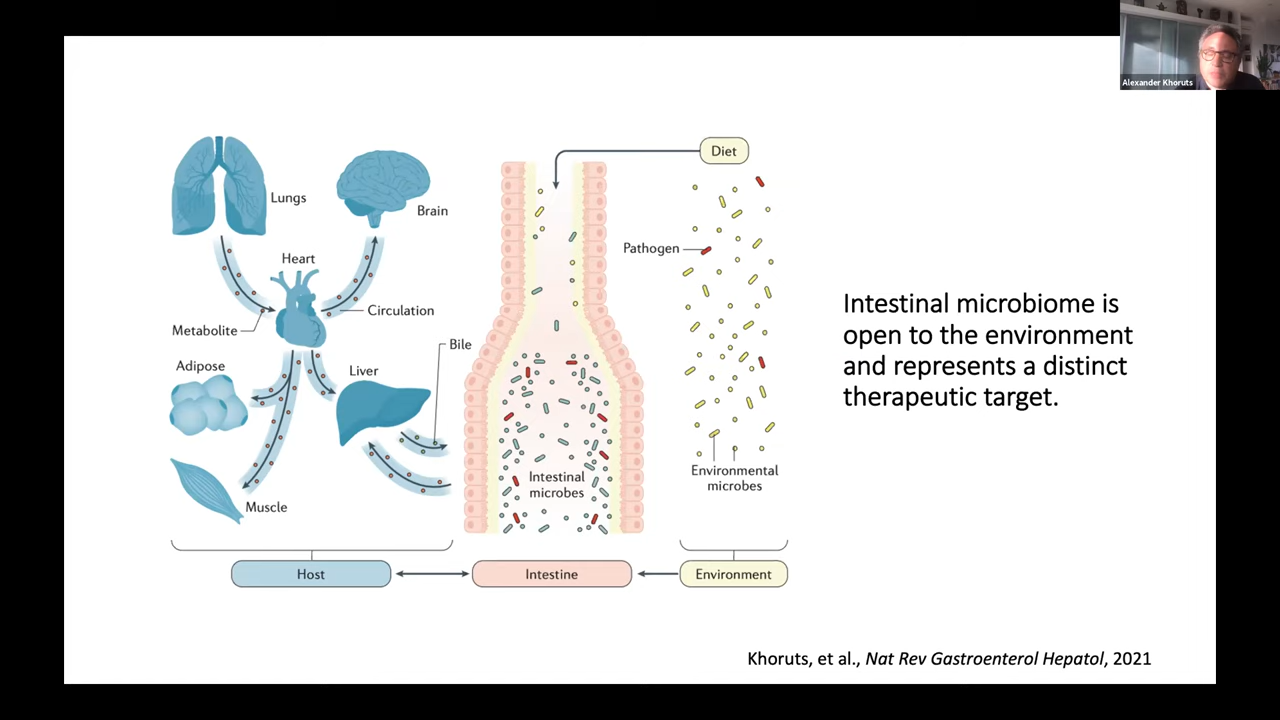 Alexander Khoruts
Diet
Lungs
Brain
Pathogen
Heart
Circulation
Metabolite
Bile
Adipose
Liver
Intestinal microbiome is
open to the environment
and represents a distinct
therapeutic target.
Intestinal
microbes
Environmental
microbes
Muscle
Host
Intestine
Environment
Khoruts, et al., Nat Rev Gastroenterol Hepatol, 2021